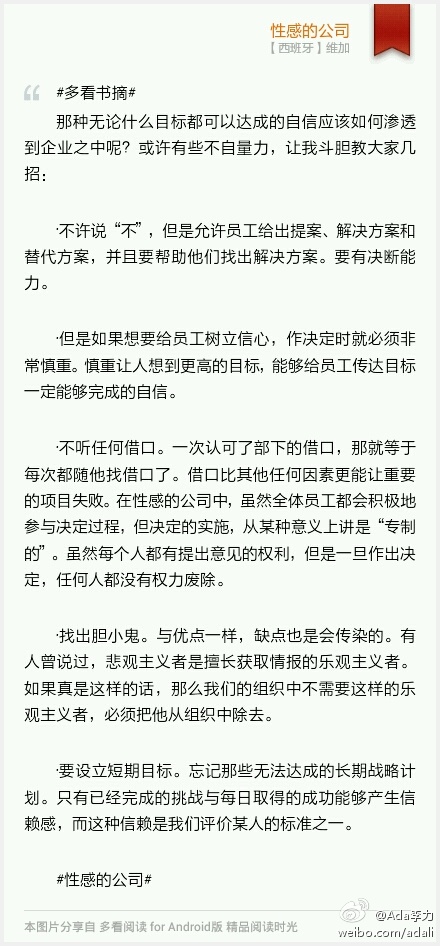 性感的公司
【西班牙】维加
#多看书摘#
那种无论什么目标都可以达成的自信应该如何渗透
到企业之中呢？或许有些不自量力，让我斗胆教大家几
招：
·不许说“不”，但是允许员工给出提案、解决方案和
替代方案，并且要帮助他们找出解决方案。要有决断能
力。
·但是如果想要给员工树立信心，作决定时就必须非
常慎重。慎重让人想到更高的目标，能够给员工传达目标
一定能够完成的自信。
·不听任何借口。一次认可了部下的借口，那就等于
每次都随他找借口了。借口比其他任何因素更能让重要
的项目失败。在性感的公司中，虽然全体员工都会积极地
参与决定过程，但决定的实施，从某种意义上讲是“专制
的”。虽然每个人都有提出意见的权利，但是一旦作出决
定，任何人都没有权力废除。
·找出胆小鬼。与优点一样，缺点也是会传染的。有
人曾说过，悲观主义者是擅长获取情报的乐观主义者。
如果真是这样的话，那么我们的组织中不需要这样的乐
观主义者，必须把他从组织中除去。
·要设立短期目标。忘记那些无法达成的长期战略计
划。只有已经完成的挑战与每日取得的成功能够产生信
赖感，而这种信赖是我们评价某人的标准之一。
#性感的公司#
本图片分享自 多看阅读 for Android版 精品阅读时光
@Ada李力
weibo.com/adali